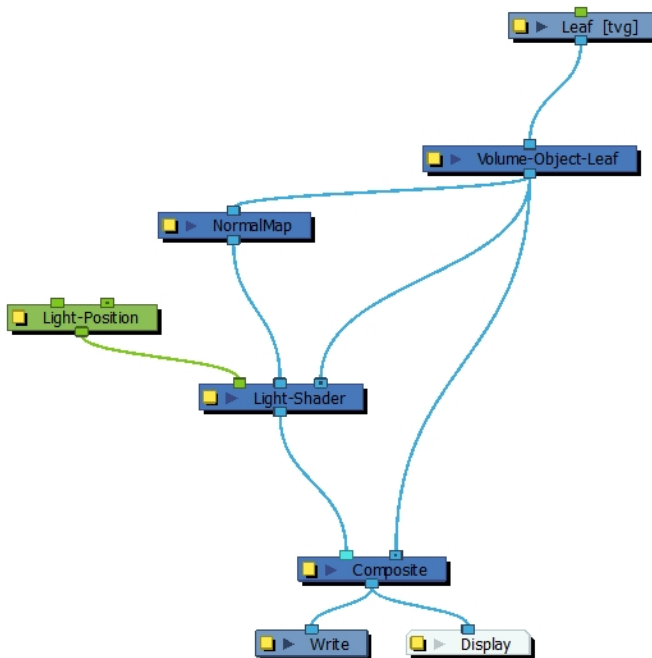 Leaf [tvg]
Volume-Object-Leaf
NormalMap
Light-Position
Light-Shader
Composite
Write
Display